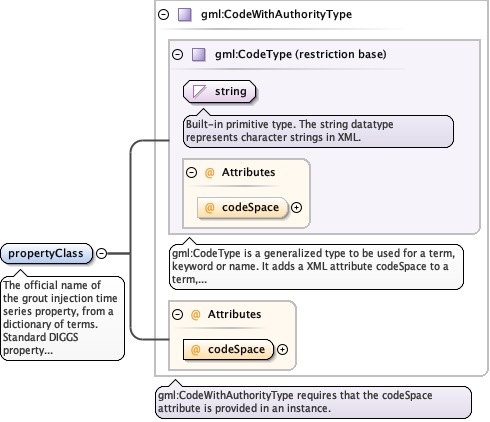 gml:CodeWithAuthorityType
gml:CodeType (restriction base)
string
Built-in primitive type. The string datatype
represents character strings in XML.
@ Attributes
@ codeSpace
propertyClass
The official name of
the grout injection time
series property, from a
dictionary of terms.
Standard DIGGS
property...
gml:CodeType is a generalized type to be used for a term,
keyword or name. It adds a XML attribute codeSpace to a
term,...
@ Attributes
@ codeSpace
gml:CodeWithAuthorityType requires that the codeSpace
attribute is provided in an instance.